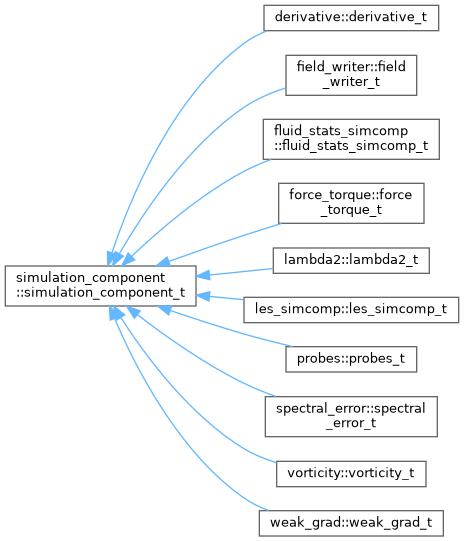 derivative::derivative_t
field_writer::field
_writer_t
fluid_stats_simcomp
::fluid_stats_simcomp_t
force_torque::force
_torque_t
simulation_component
::simulation_component_t
lambda2::lambda2_t
les_simcomp::les_simcomp_t
probes::probes_t
spectral_error::spectral
_error_t
vorticity::vorticity_t
weak_grad::weak_grad_t